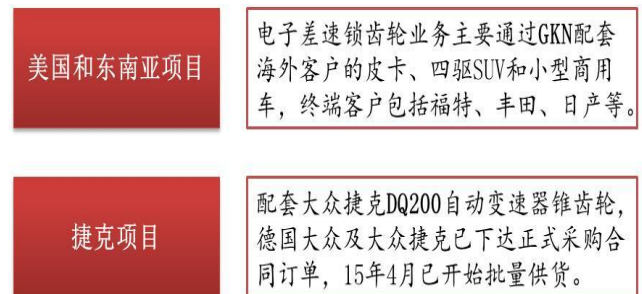 美国和东南亚项目
电子差速锁齿轮业务主要通过GKN配套
海外客户的皮卡、四驱SUV和小型商用
车，终端客户包括福特、丰田、日产等。
捷克项目
配套大众捷克DQ200自动变速器锥齿轮，
德国大众及大众捷克已下达正式采购合
同订单，15年4月已开始批量供货。